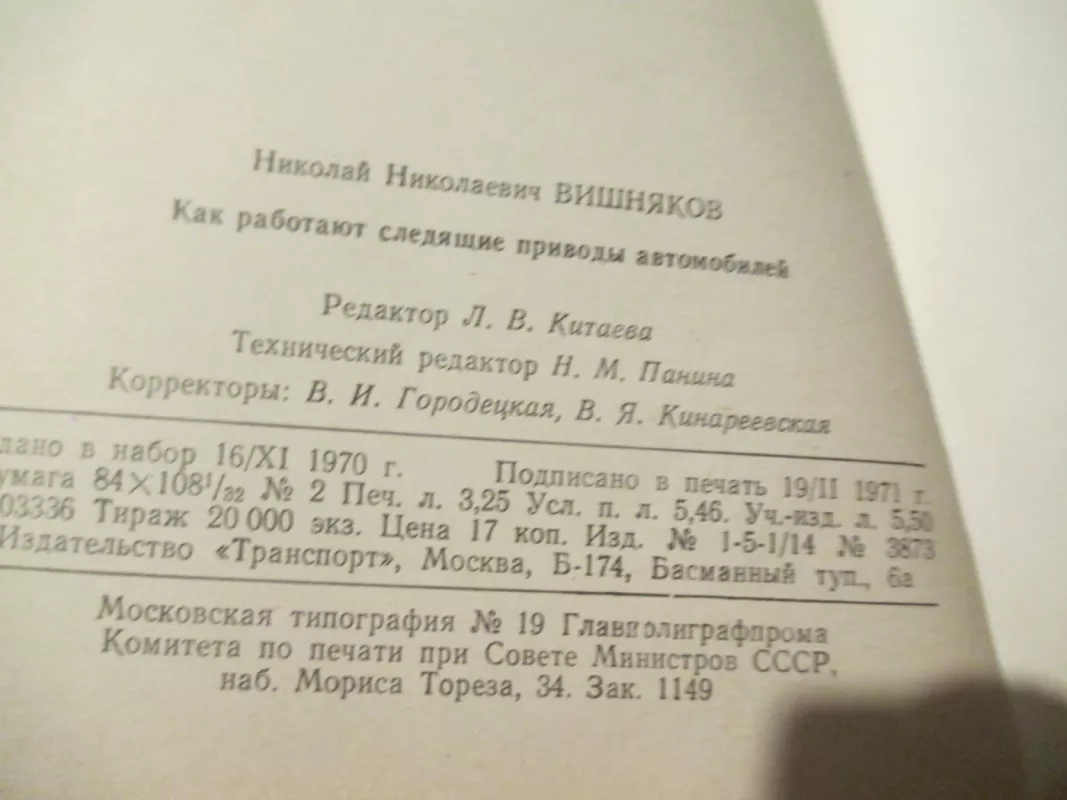 Николай Николаевич ВИШНЯКОВ
Как работают следящие приводы автомобилей
Редактор Л. В. Китаева
Технический редактор Н. М. Панина
Корректоры: В. И. Городецкая, В. Я. Кинареевская
дано в набор 16/XI 1970 г. Подписано в печать 19/II 1971 г.
умага 84×108¹/₃₂ № 2 Печ. л. 3,25 Усл. п. л. 5,46. Уч.-изд. л. 5,50
03336 Тираж 20 000 экз. Цена 17 коп. Изд. № 1-5-1/14 № 3873
Издательство «Транспорт», Москва, Б-174, Басманный туп., 6а
Московская типография № 19 Главполиграфпрома
Комитета по печати при Совете Министров СССР,
наб. Мориса Тореза, 34. Зак. 1149